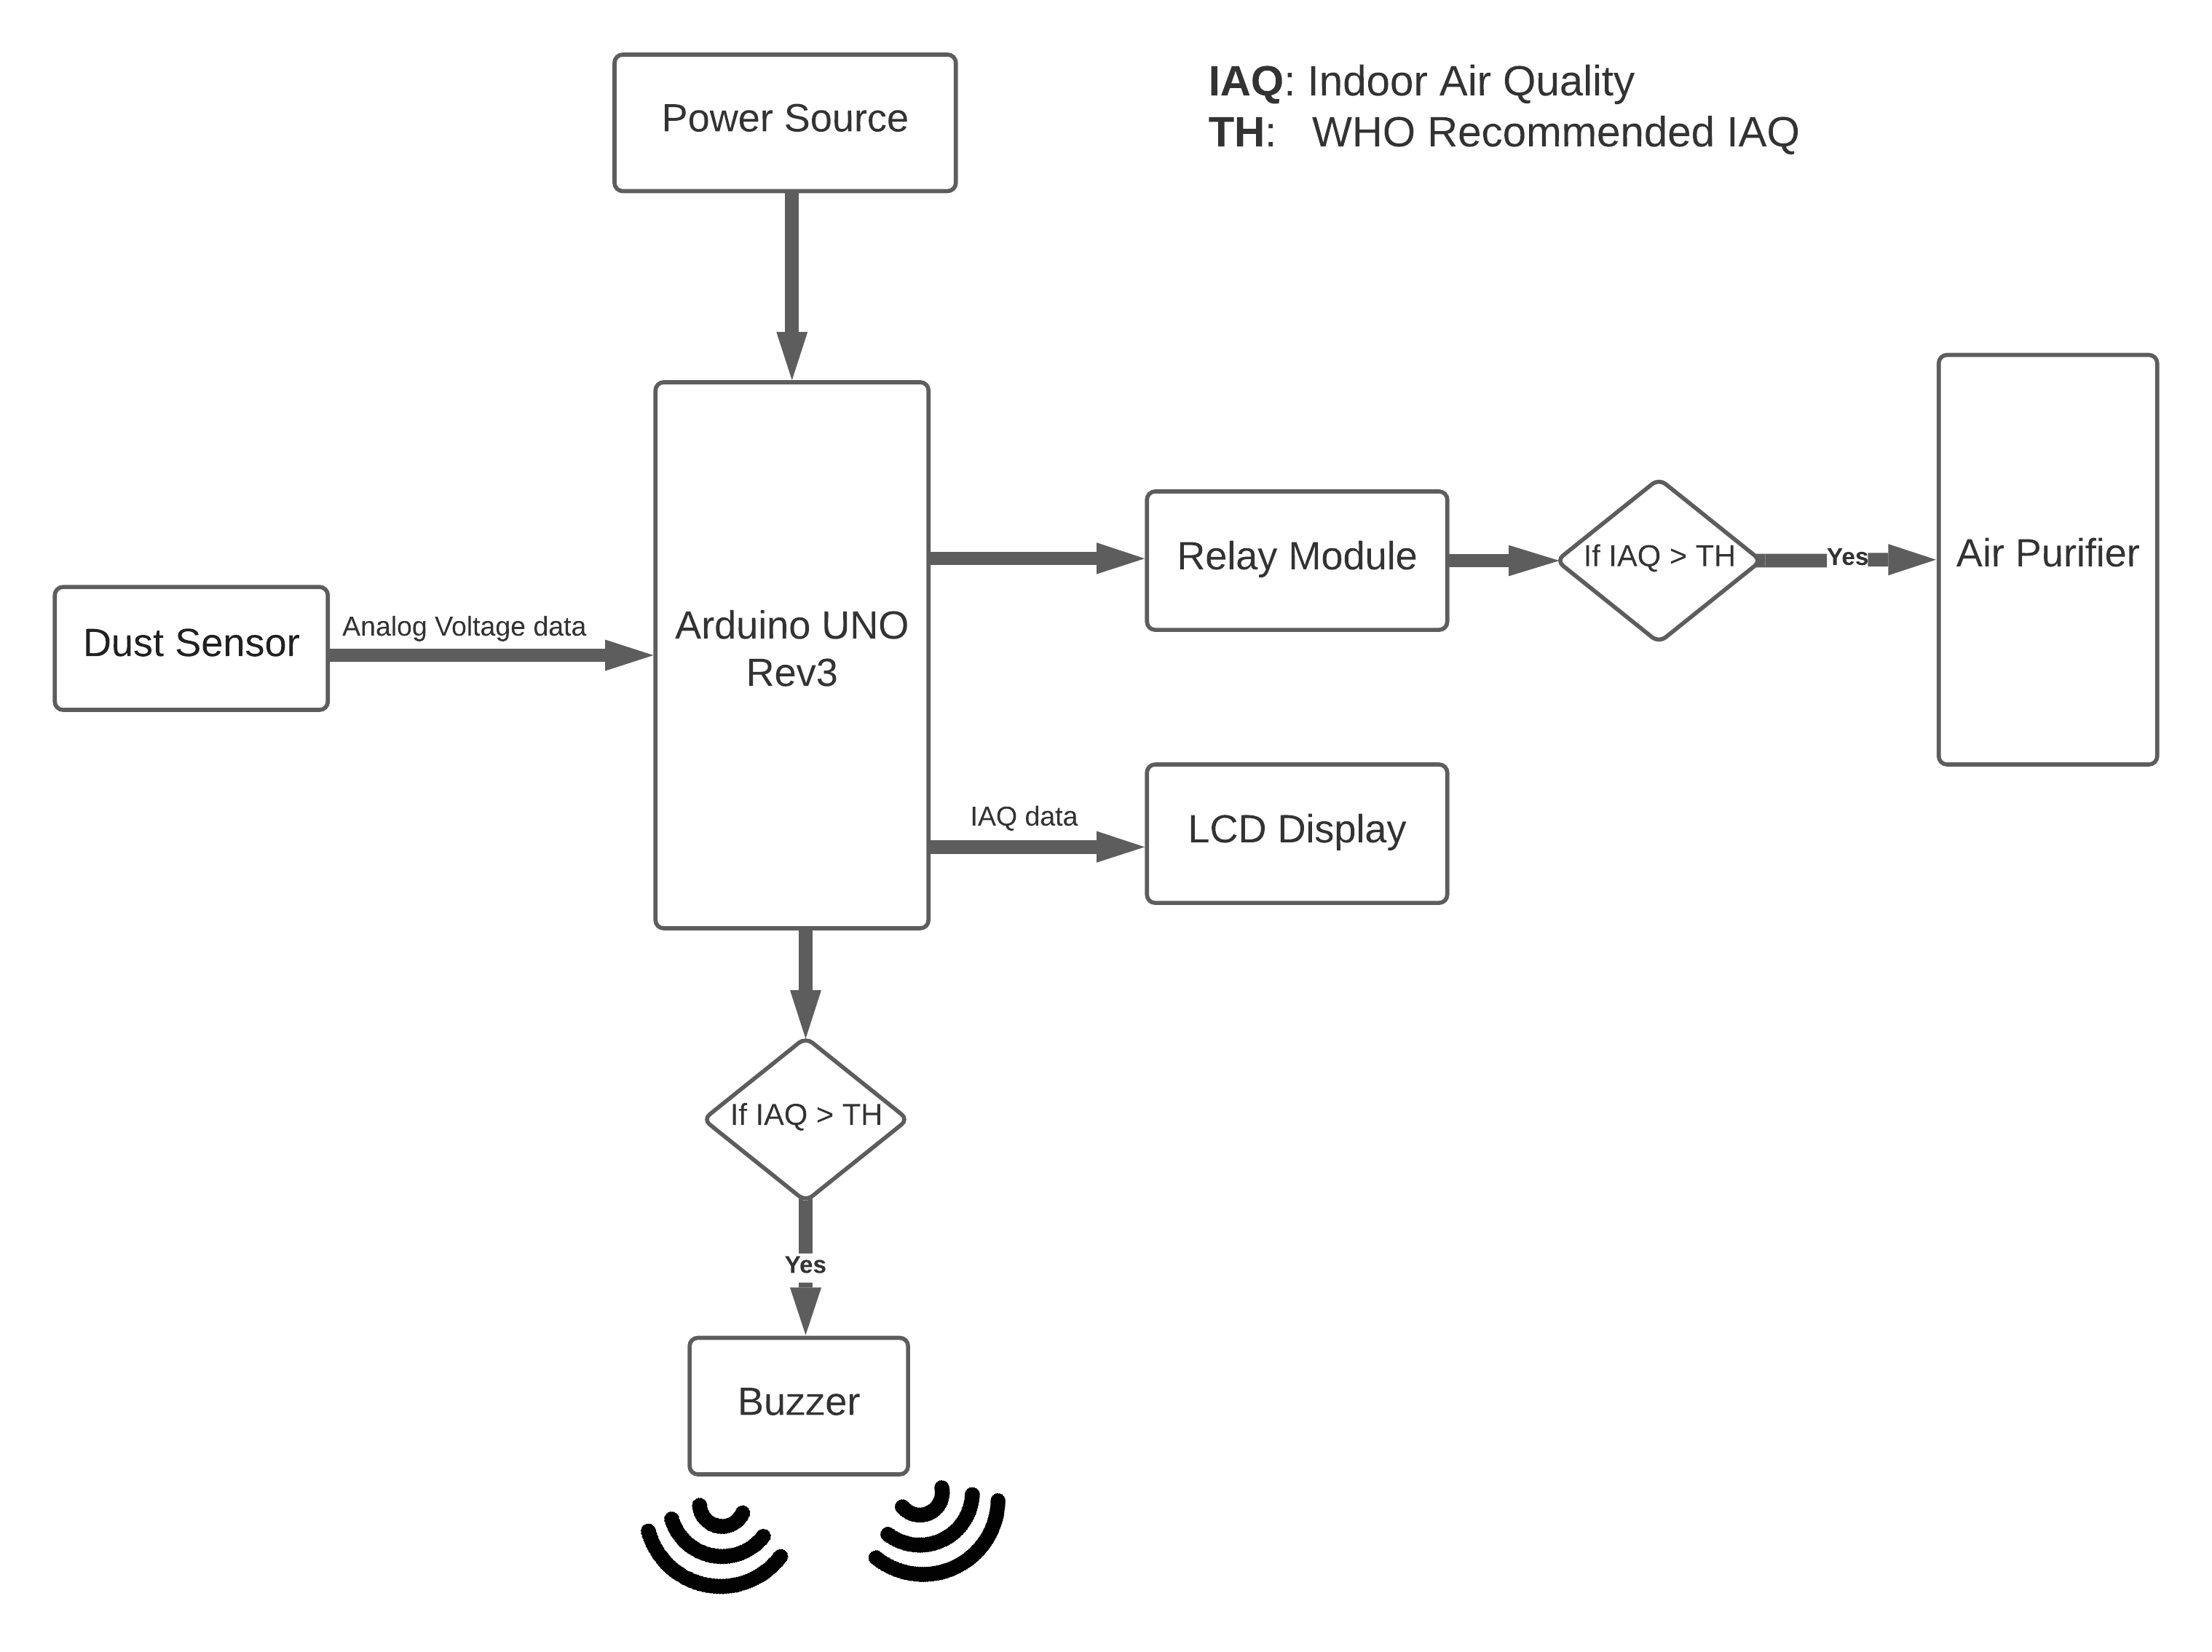 Power Source
IAQ: Indoor Air Quality
TH: WHO Recommended IAQ
Dust Sensor
Analog Voltage data
Arduino UNO
Rev3
Relay Module
If IAQ > TH
Yes
Air Purifier
IAQ data
LCD Display
If IAQ > TH
Yes
Buzzer